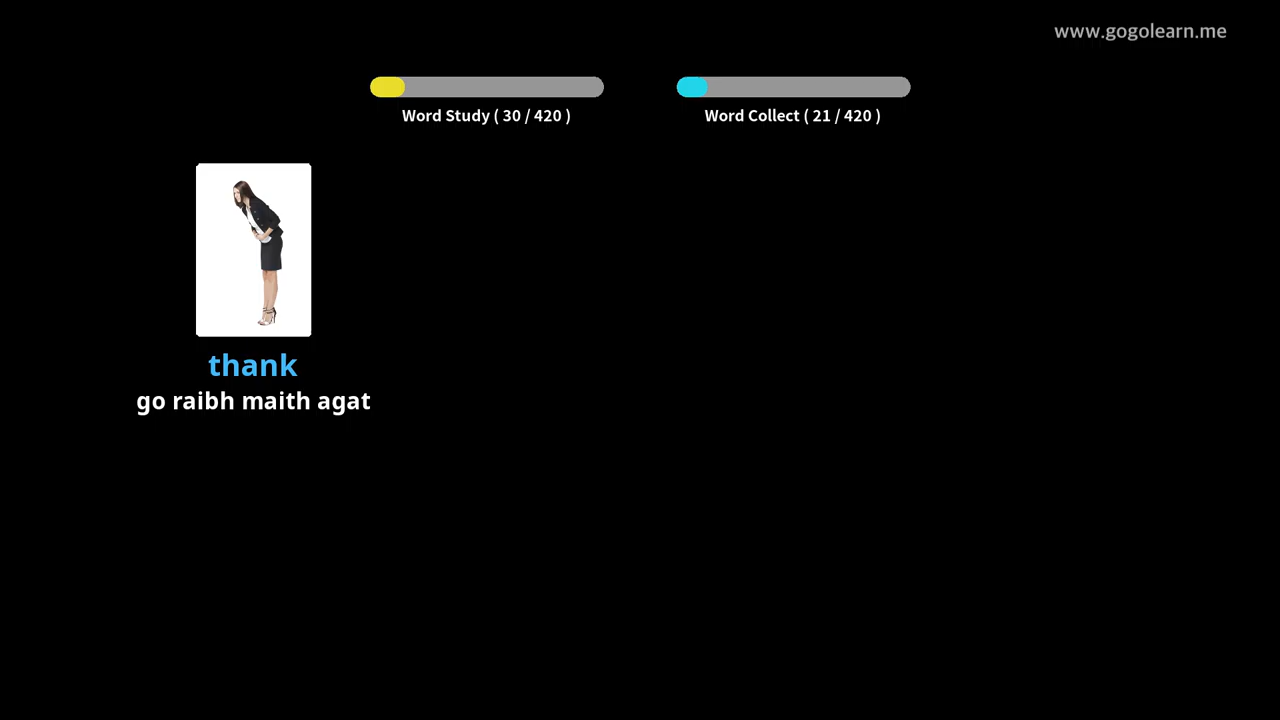 www.gogolearn.me
Word Study ( 30 / 420 )
Word Collect ( 21 / 420 )
thank
go raibh maith agat